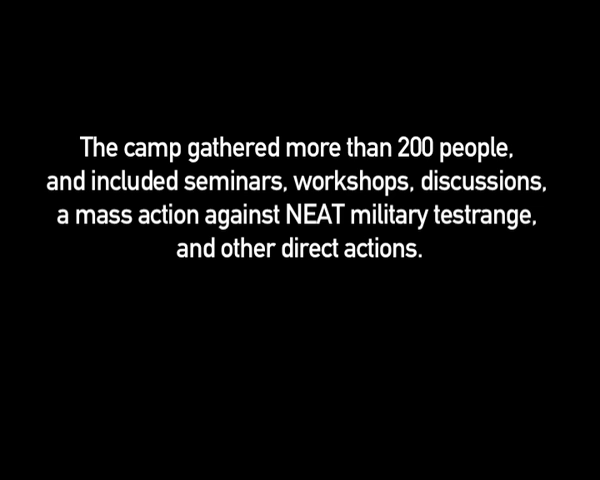 The camp gathered more than 200 people,
and included seminars, workshops, discussions,
a mass action against NEAT military testrange,
and other direct actions.